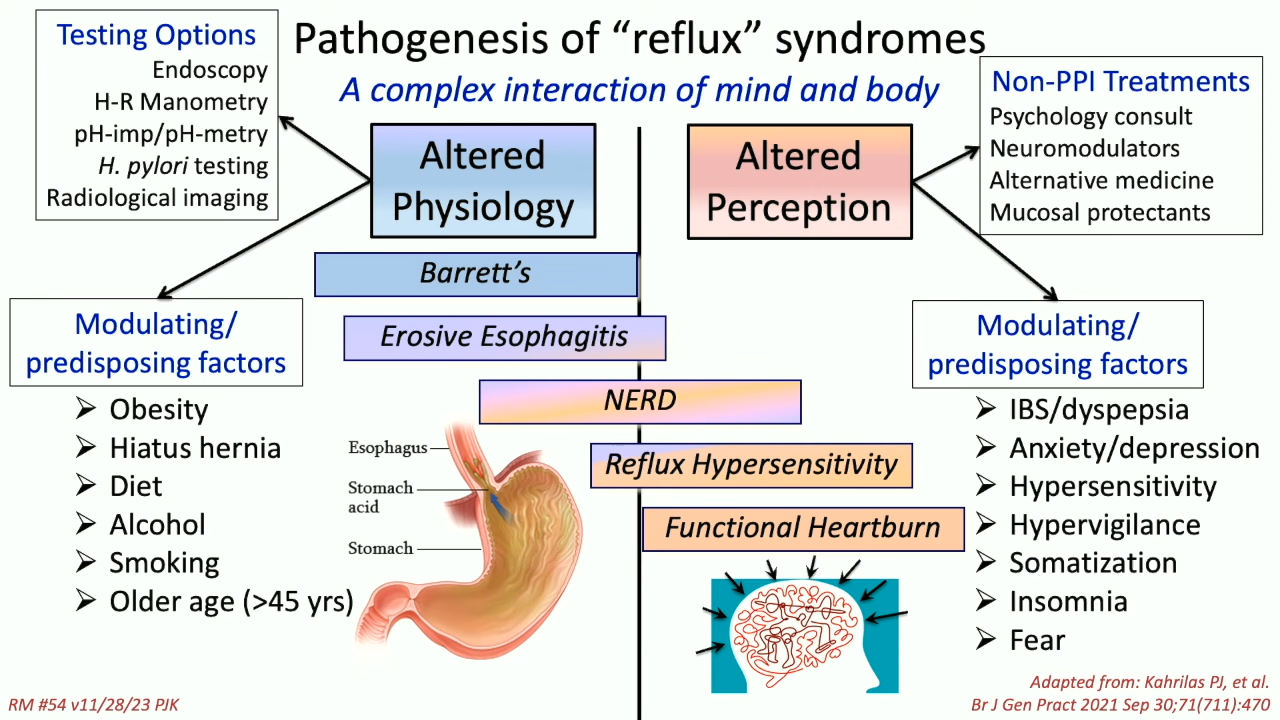 Pathogenesis of “reflux” syndromes
A complex interaction of mind and body
Testing Options
Endoscopy
H-R Manometry
pH-imp/pH-metry
H. pylori testing
Radiological imaging
Altered
Physiology
Altered
Perception
Non-PPI Treatments
Psychology consult
Neuromodulators
Alternative medicine
Mucosal protectants
Barrett’s
Erosive Esophagitis
NERD
Reflux Hypersensitivity
Functional Heartburn
Modulating/
predisposing factors
➢ Obesity
➢ Hiatus hernia
➢ Diet
➢ Alcohol
➢ Smoking
➢ Older age (>45 yrs)
Esophagus
Stomach
acid
Stomach
Modulating/
predisposing factors
➢ IBS/dyspepsia
➢ Anxiety/depression
➢ Hypersensitivity
➢ Hypervigilance
➢ Somatization
➢ Insomnia
➢ Fear
RM #54 v11/28/23 PJK
Adapted from: Kahrilas PJ, et al.
Br J Gen Pract 2021 Sep 30;71(711):470